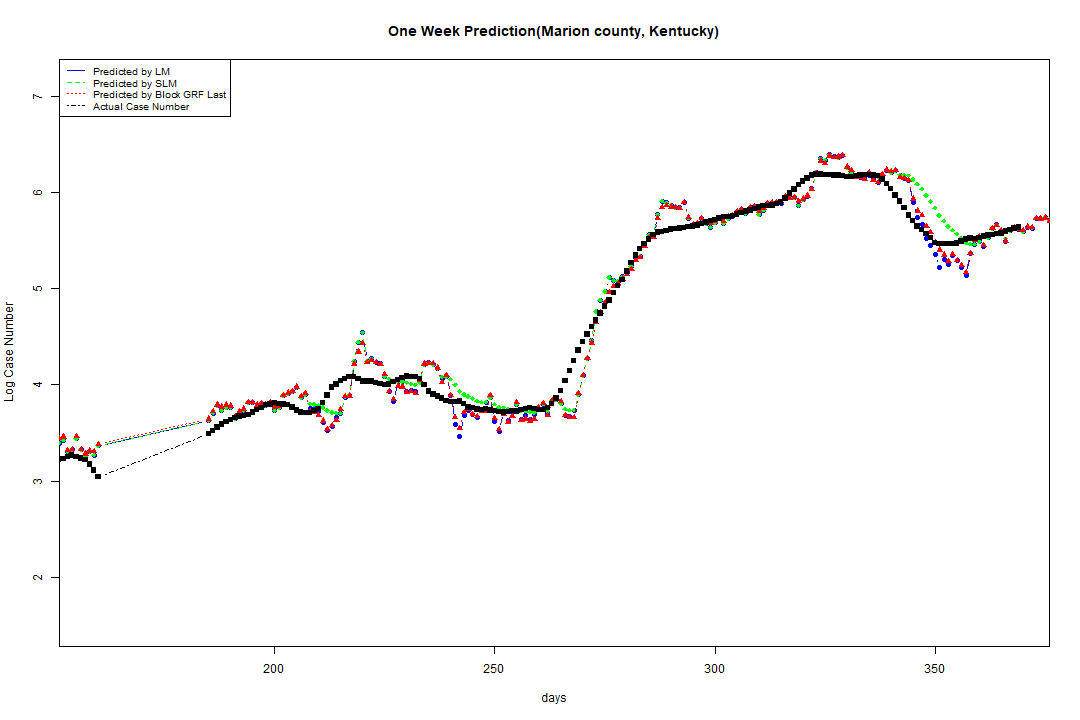 One Week Prediction(Marion county, Kentucky)
Predicted by LM
Predicted by SLM
Predicted by Block GRF Last
Actual Case Number
7
6
5
4
3
2
Log Case Number
200
250
300
350
days